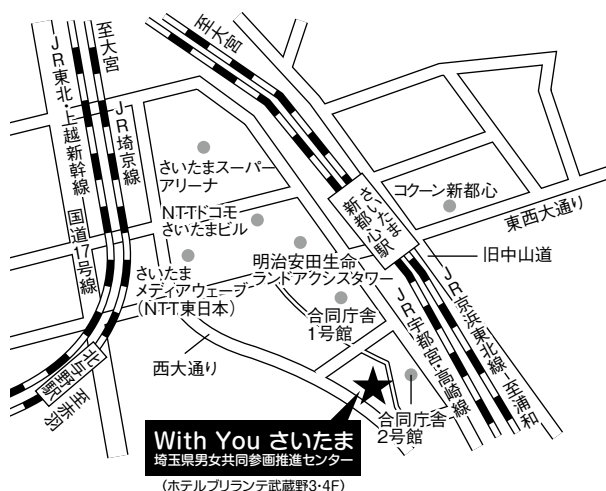 至大宮
至大宮
JR東北・上越新幹線
JR埼京線
国道17号線
さいたまスーパー
アリーナ
NTTドコモ
さいたまビル
さいたま
メディアウェーブ
(NTT東日本)
明治安田生命
ランドアクシスタワー
合同庁舎
1号館
さいたま
新都心駅
コクーン新都心
東西大通り
旧中山道
JR京浜東北線
至浦和
JR宇都宮・高崎線
西大通り
北与野駅
至赤羽
合同庁舎
2号館
With You さいたま
埼玉県男女共同参画推進センター
(ホテルブリランテ武蔵野3・4F)